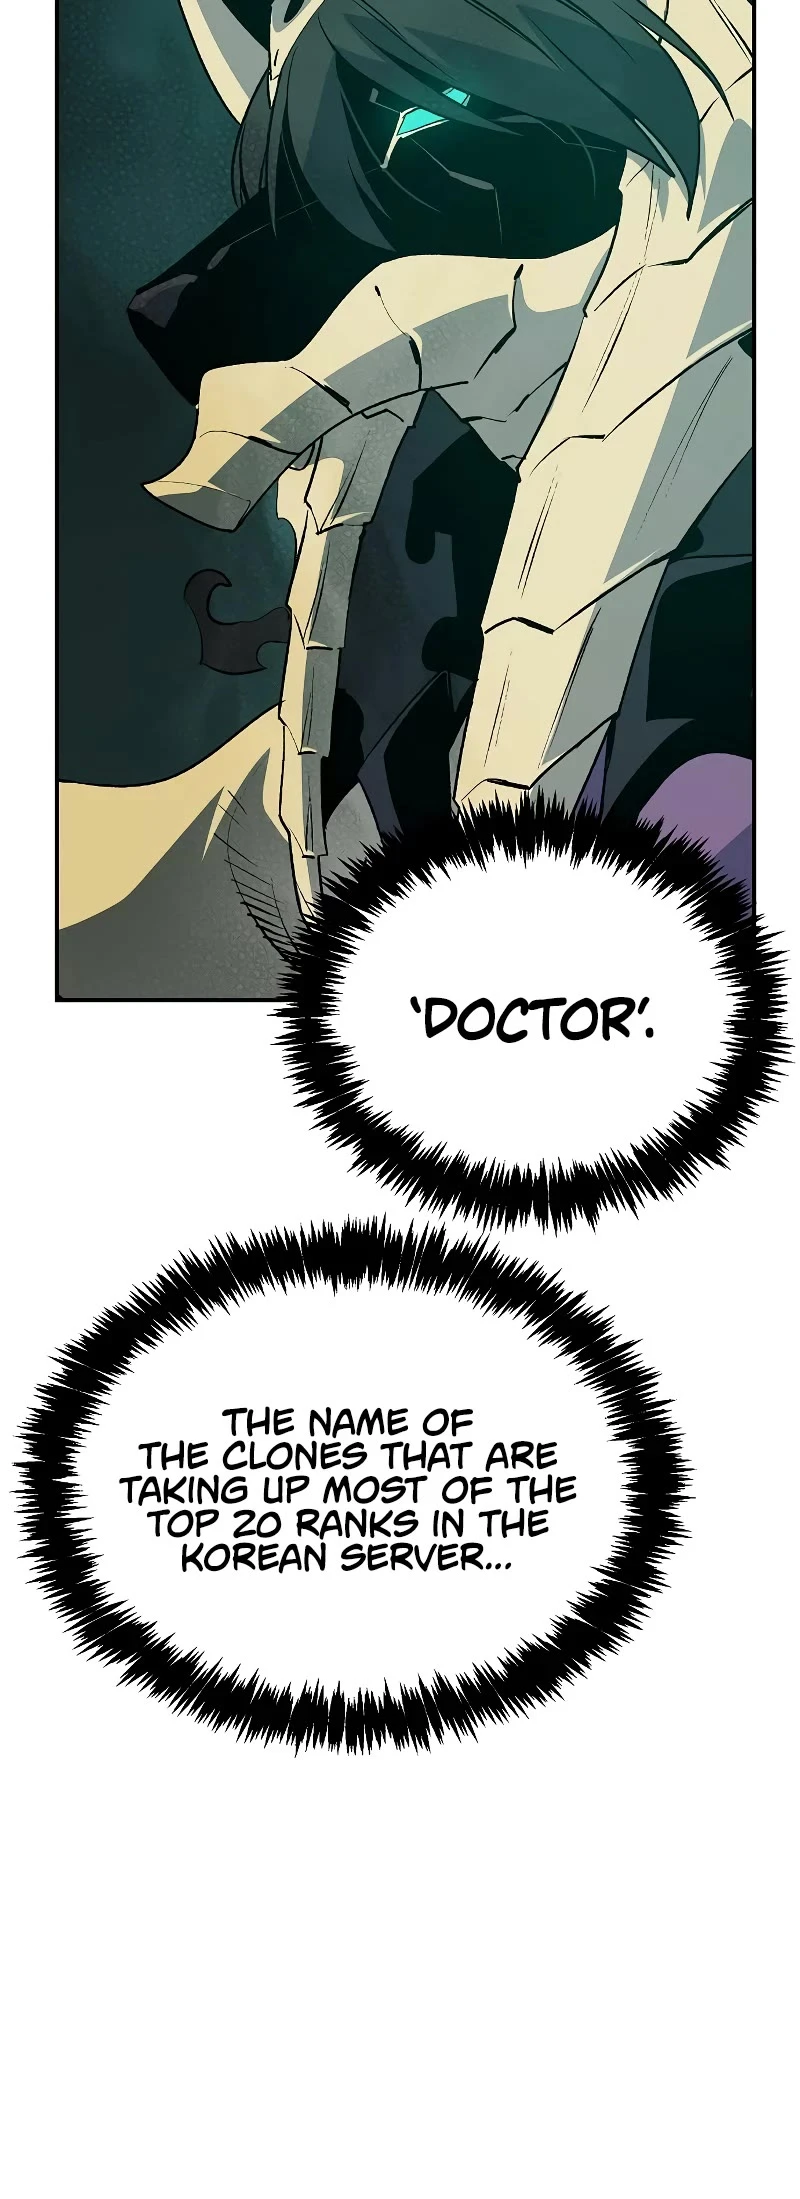 'DOCTOR'.
THE NAME OF
THE CLONES THAT ARE
TAKING UP MOST OF THE
TOP 20 RANKS IN THE
KOREAN SERVER...